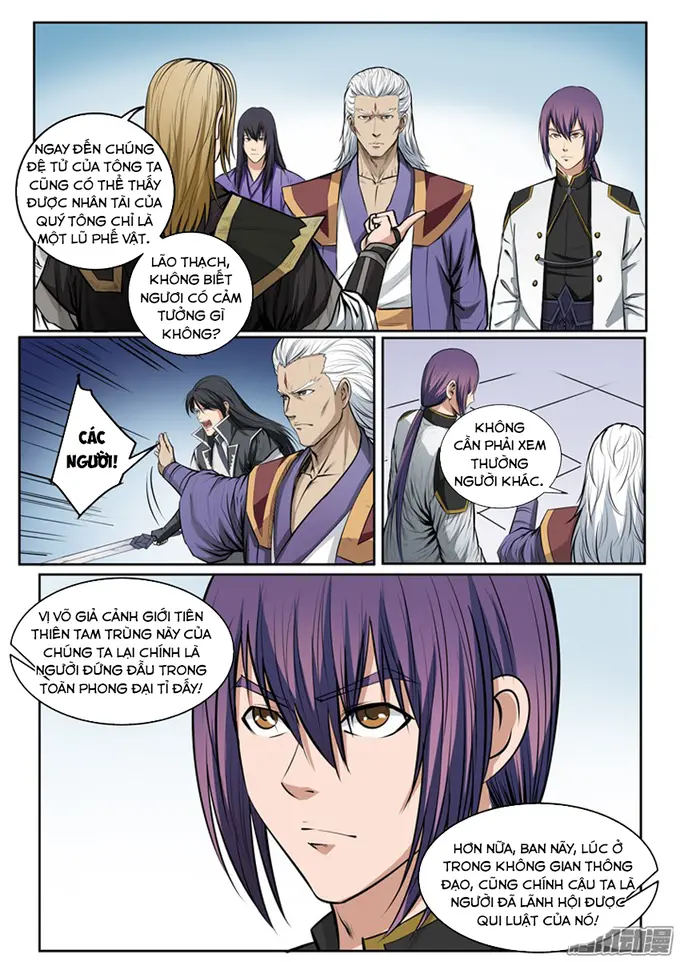 NGAY ĐẾN CHÚNG
ĐỆ TỬ CỦA TÔNG TA
CŨNG CÓ THỂ THẤY
ĐƯỢC NHÂN TÀI CỦA
QUÝ TÔNG CHỈ LÀ
MỘT LŨ PHẾ VẬT.
LÃO THẠCH,
KHÔNG BIẾT
NGƯƠI CÓ CẢM
TƯỞNG GÌ
KHÔNG?
CÁC
NGƯỜI!
KHÔNG
CẦN PHẢI XEM
THƯỜNG
NGƯỜI KHÁC.
VỊ VÕ GIẢ CẢNH GIỚI TIÊN
THIÊN TAM TRÙNG NÀY CỦA
CHÚNG TA LẠI CHÍNH LÀ
NGƯỜI ĐỨNG ĐẦU TRONG
TOÀN PHONG ĐẠI TỈ ĐẤY!
HƠN NỮA, BAN NÃY, LÚC Ở
TRONG KHÔNG GIAN THÔNG
ĐẠO, CŨNG CHÍNH CẬU TA LÀ
NGƯỜI ĐÃ LÃNH HỘI ĐƯỢC
QUI LUẬT CỦA NÓ!
动漫